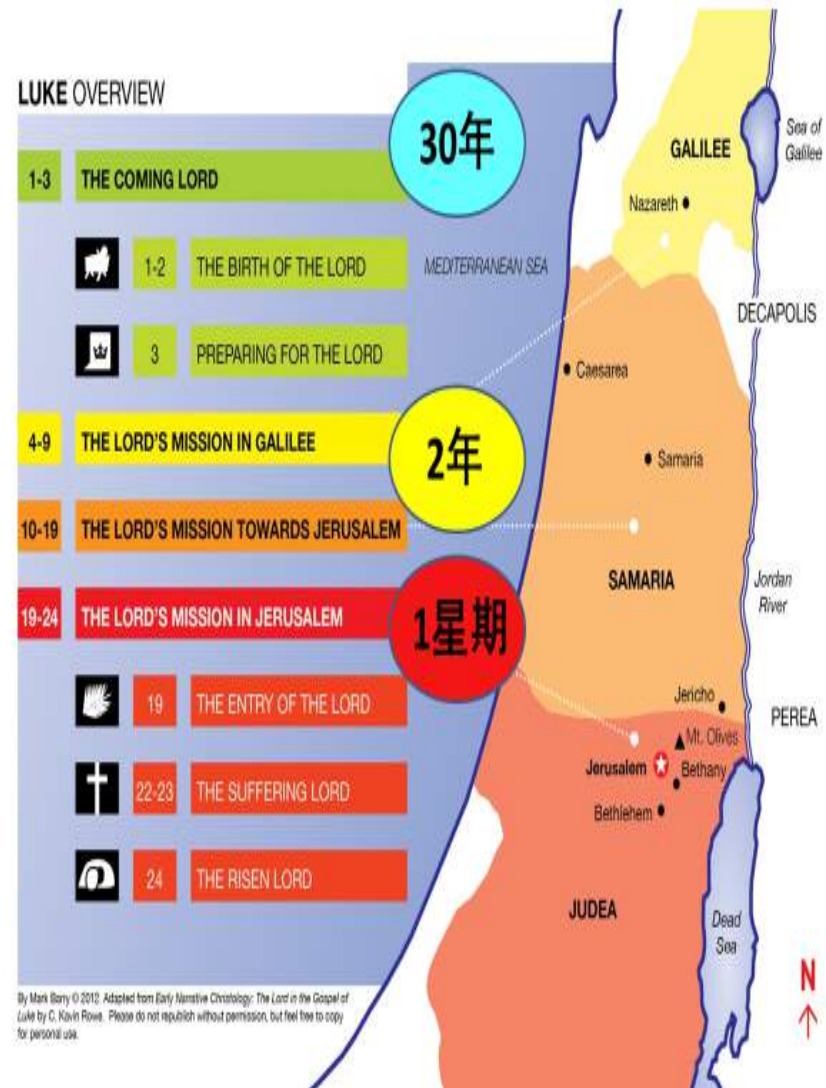 LUKE OVERVIEW
1-3 THE COMING LORD
30年
1-2 THE BIRTH OF THE LORD
3 PREPARING FOR THE LORD
4-9 THE LORD'S MISSION IN GALILEE
2年
10-19 THE LORD'S MISSION TOWARDS JERUSALEM
19-24 THE LORD'S MISSION IN JERUSALEM
1星期
19 THE ENTRY OF THE LORD
22-23 THE SUFFERING LORD
24 THE RISEN LORD
By Mark Barry © 2012. Adapted from Early Narrative Christology: The Lord in the Gospel of
Luke by C. Kavin Rowe. Please do not republish without permission, but feel free to copy
for personal use.
MEDITERRANEAN SEA
GALILEE
Sea of
Galilee
Nazareth
DECAPOLIS
Caesarea
Samaria
SAMARIA
Jordan
River
Jericho
PEREA
Mt. Olives
Jerusalem
Bethany
Bethlehem
JUDEA
Dead
Sea
N